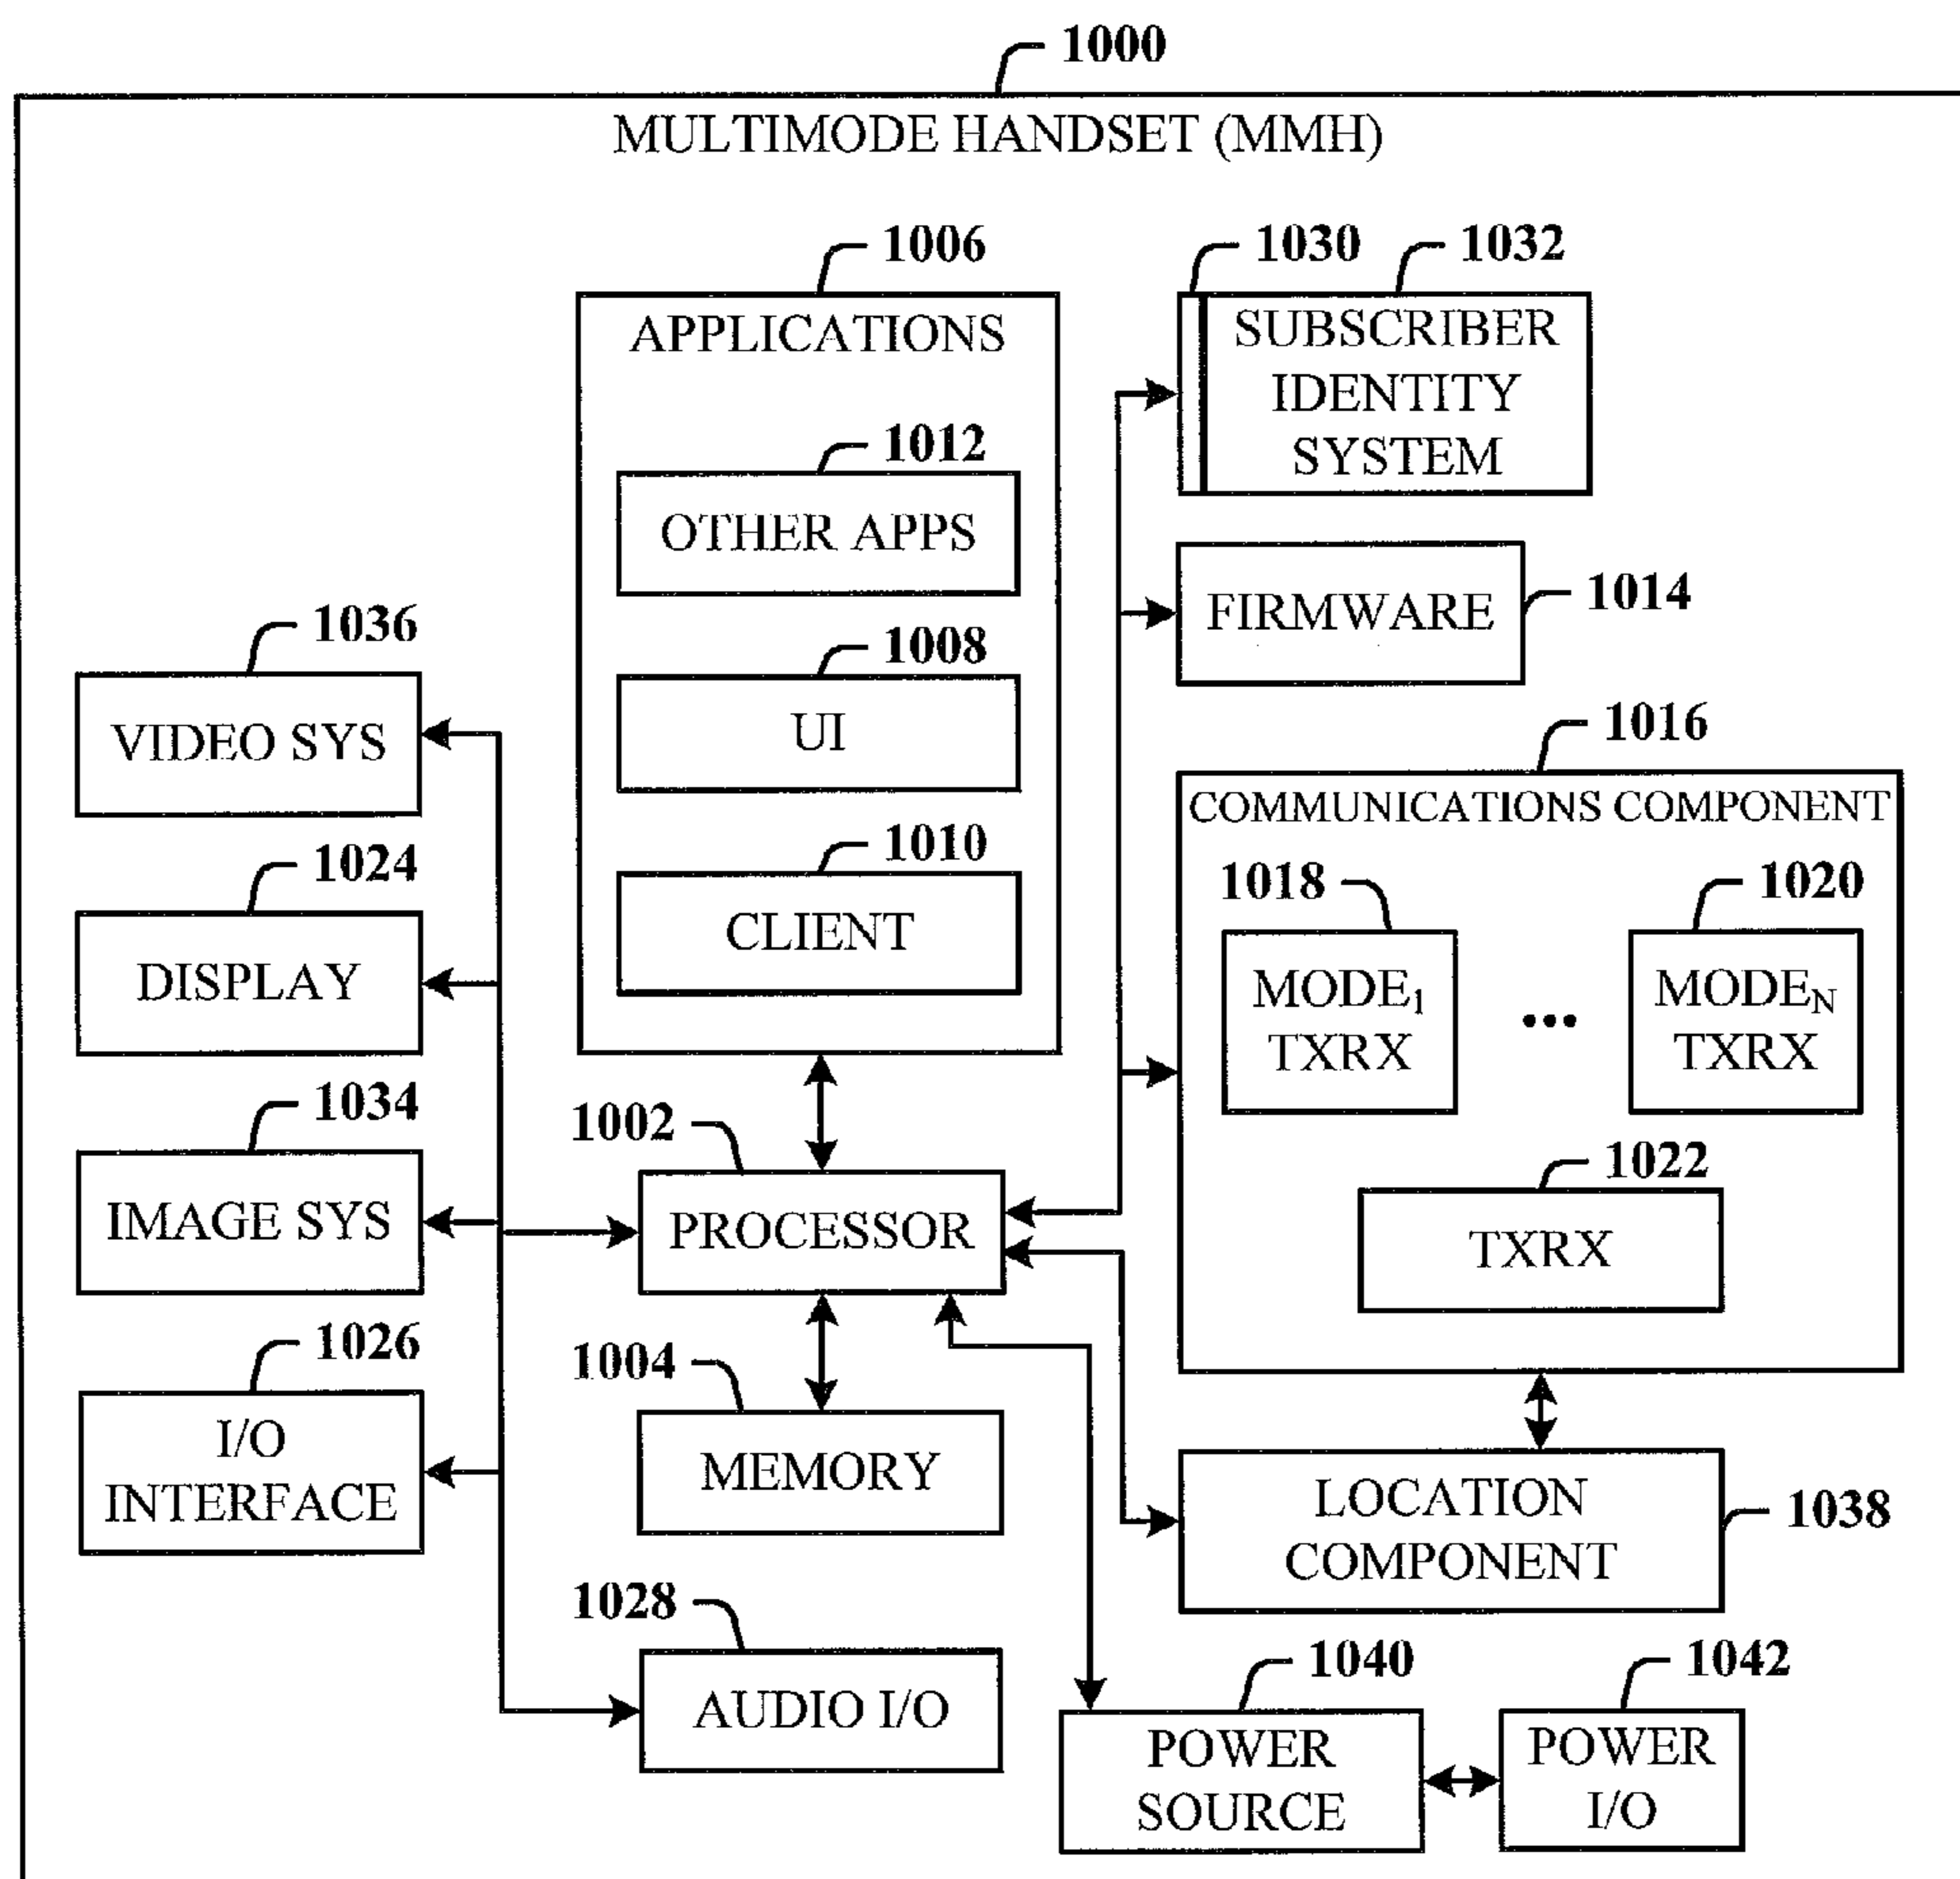 1000
MULTIMODE HANDSET (MMH)
1006
APPLICATIONS
1012
OTHER APPS
1008
UI
1010
CLIENT
1030
1032
SUBSCRIBER
IDENTITY
SYSTEM
FIRMWARE
1014
1036
VIDEO SYS
1024
DISPLAY
1034
IMAGE SYS
1026
I/O
INTERFACE
1016
COMMUNICATIONS COMPONENT
1018
MODE₁
TXRX
...
1020
MODE_N
TXRX
1022
TXRX
1002
PROCESSOR
1004
MEMORY
1028
AUDIO I/O
LOCATION
COMPONENT
1038
1040
POWER
SOURCE
1042
POWER
I/O